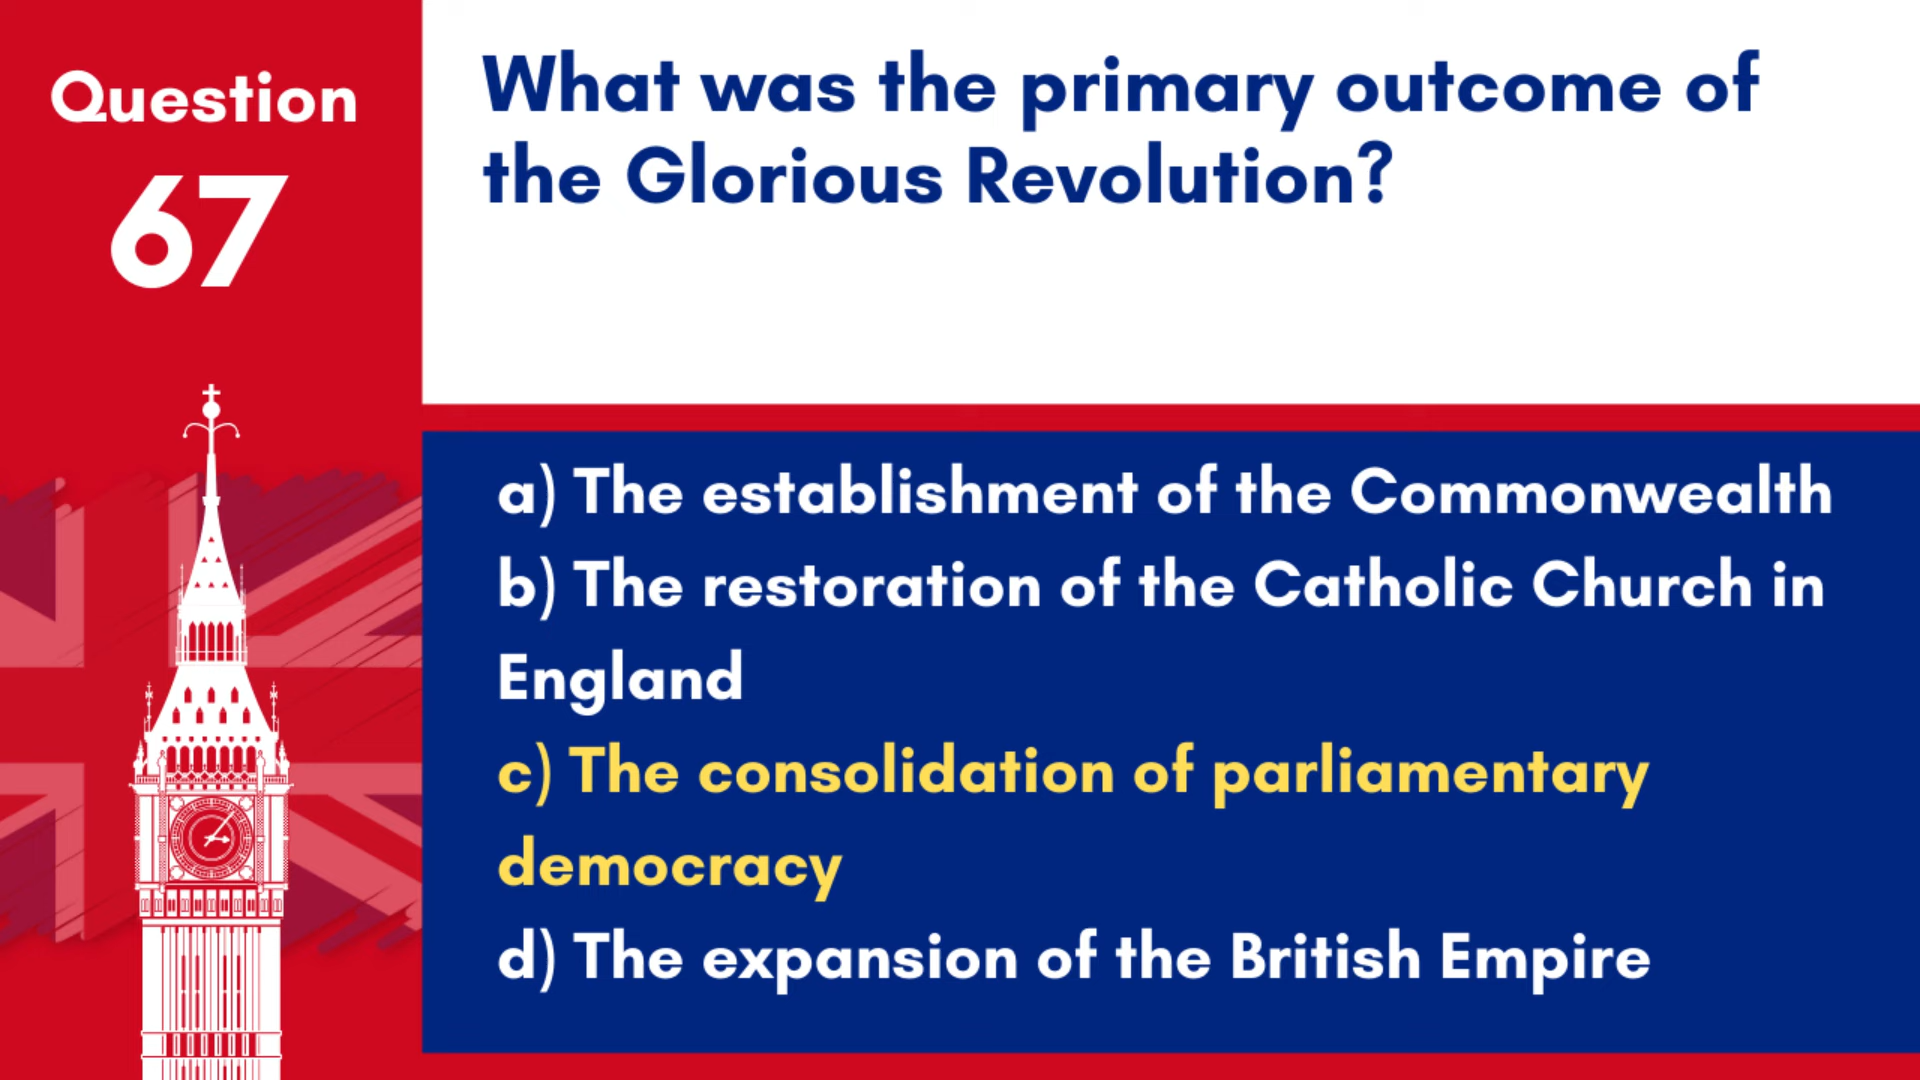 Question
67
What was the primary outcome of
the Glorious Revolution?
a) The establishment of the Commonwealth
b) The restoration of the Catholic Church in
England
c) The consolidation of parliamentary
democracy
d) The expansion of the British Empire